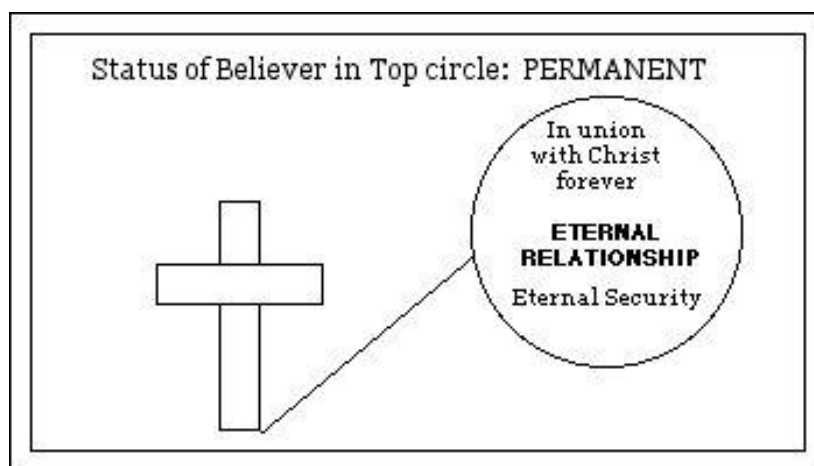 Status of Believer in Top circle: PERMANENT
In union
with Christ
forever
ETERNAL
RELATIONSHIP
Eternal Security